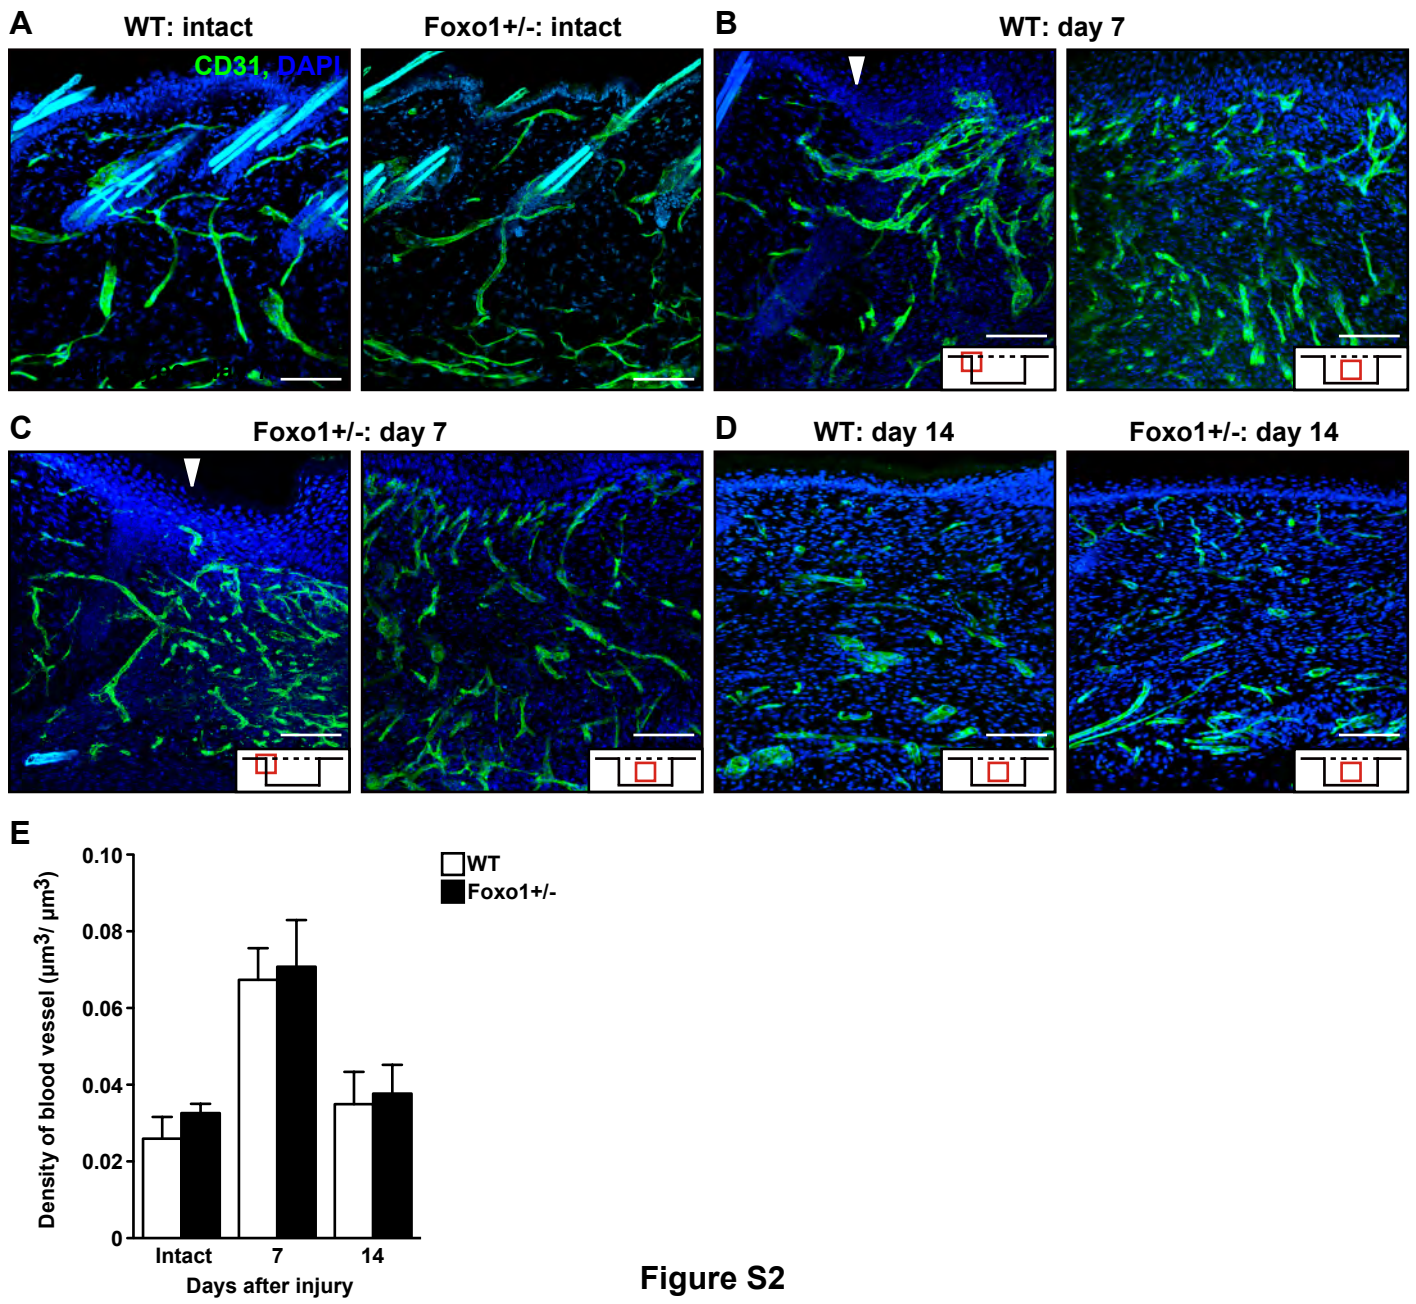 A
WT: intact
Foxo1+/-: intact
B
WT: day 7
CD31, DAPI
C
Foxo1+/-: day 7
D
WT: day 14
Foxo1+/-: day 14
E
Density of blood vessel (µm3/ µm3)
0.10
0.08
0.06
0.04
0.02
0
WT
Foxo1+/-
Intact
7
14
Days after injury
Figure S2